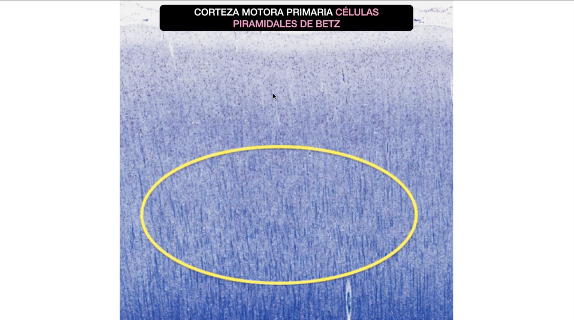 CORTEZA MOTORA PRIMARIA CÉLULAS
PIRAMIDALES DE BETZ